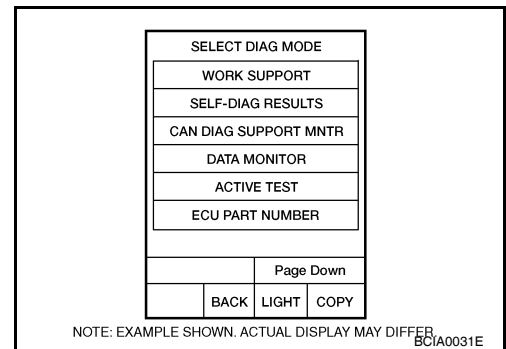 SELECT DIAG MODE
WORK SUPPORT
SELF-DIAG RESULTS
CAN DIAG SUPPORT MNTR
DATA MONITOR
ACTIVE TEST
ECU PART NUMBER
Page Down
BACK LIGHT COPY
NOTE: EXAMPLE SHOWN. ACTUAL DISPLAY MAY DIFFER.
BCIA0031E